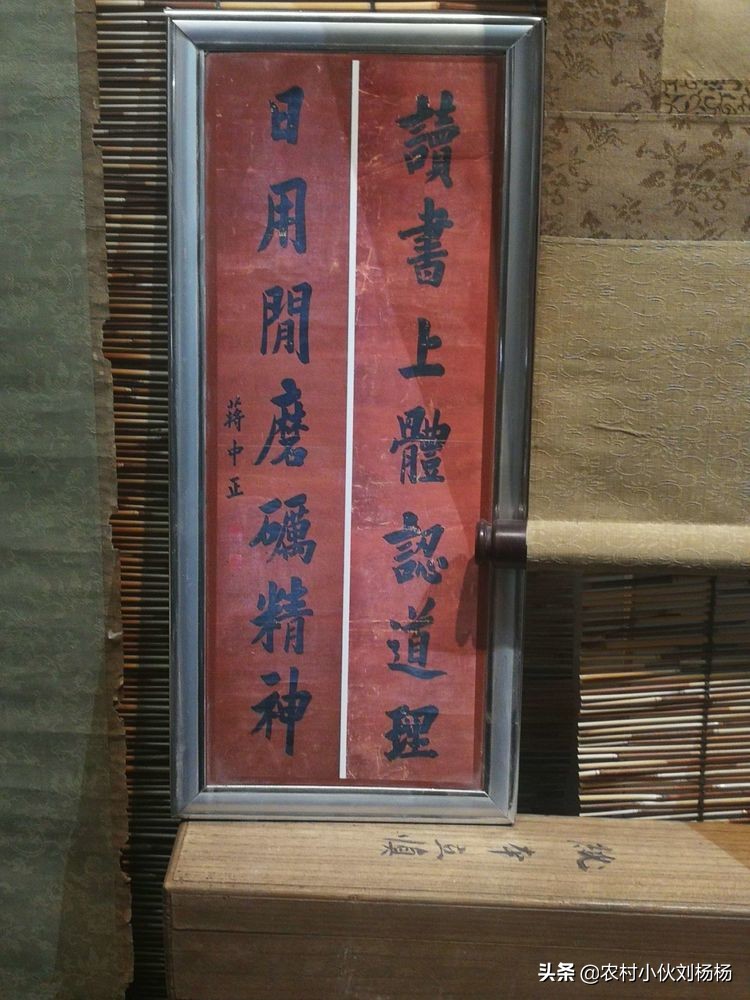 讀書上體認道理
日用閒磨礪精神
蔣中正
头条 @农村小伙刘杨杨